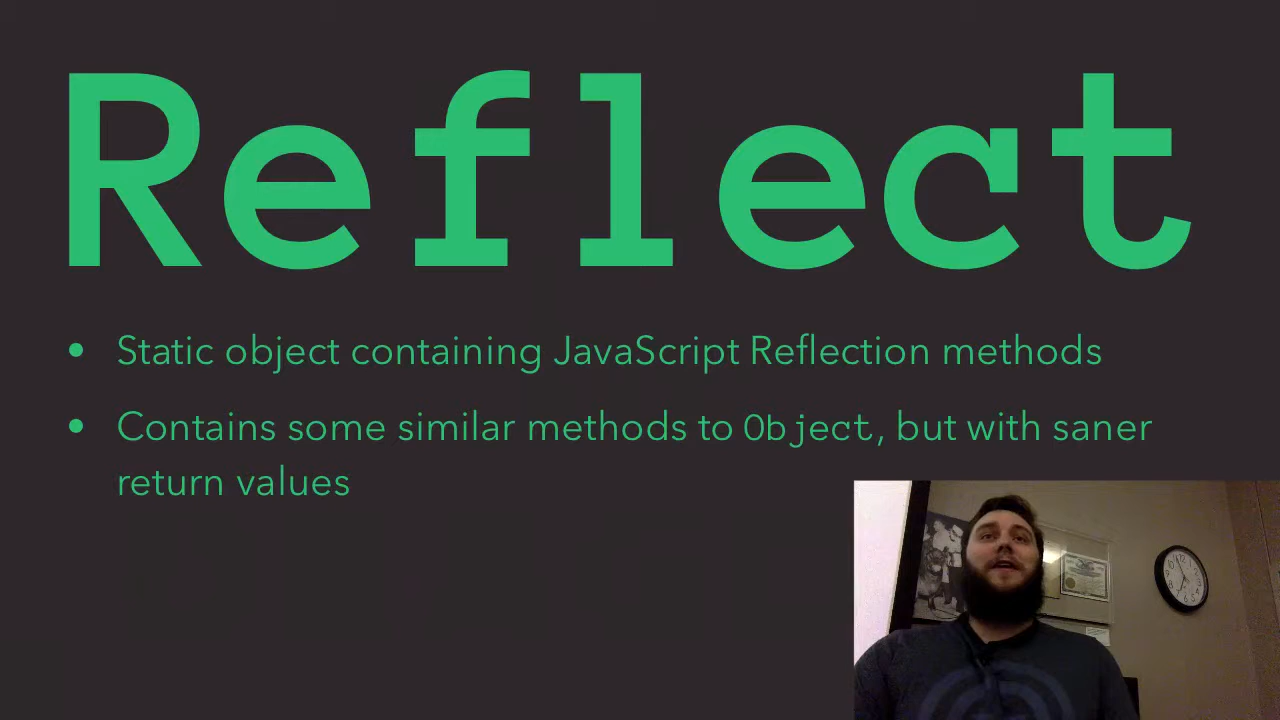 Reflect
• Static object containing JavaScript Reflection methods
• Contains some similar methods to Object, but with saner
return values